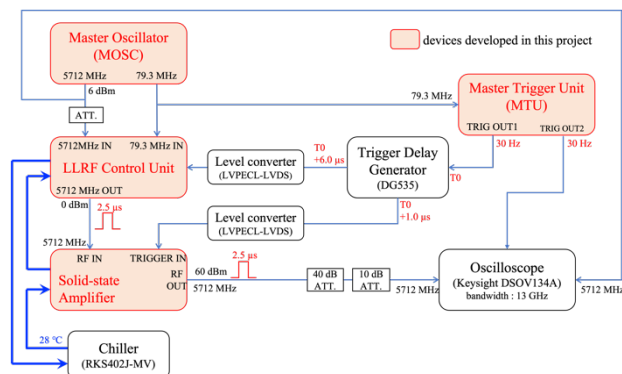 Master Oscillator
(MOSC)
5712 MHz
79.3 MHz
6 dBm
ATT.
devices developed in this project
79.3 MHz
Master Trigger Unit
(MTU)
TRIG OUT1
TRIG OUT2
30 Hz
30 Hz
5712MHz IN
79.3 MHz IN
LLRF Control Unit
5712 MHz OUT
0 dBm
2.5 μs
5712 MHz
Level converter
(LVPECL-LVDS)
T0
+6.0 μs
Trigger Delay
Generator
(DG535)
T0
T0
+1.0 μs
Level converter
(LVPECL-LVDS)
RF IN
TRIGGER IN
Solid-state
Amplifier
RF
OUT
60 dBm
2.5 μs
5712 MHz
40 dB
ATT.
10 dB
ATT.
5712 MHz
Oscilloscope
(Keysight DSOV134A)
bandwidth : 13 GHz
5712 MHz
28 ℃
Chiller
(RKS402J-MV)